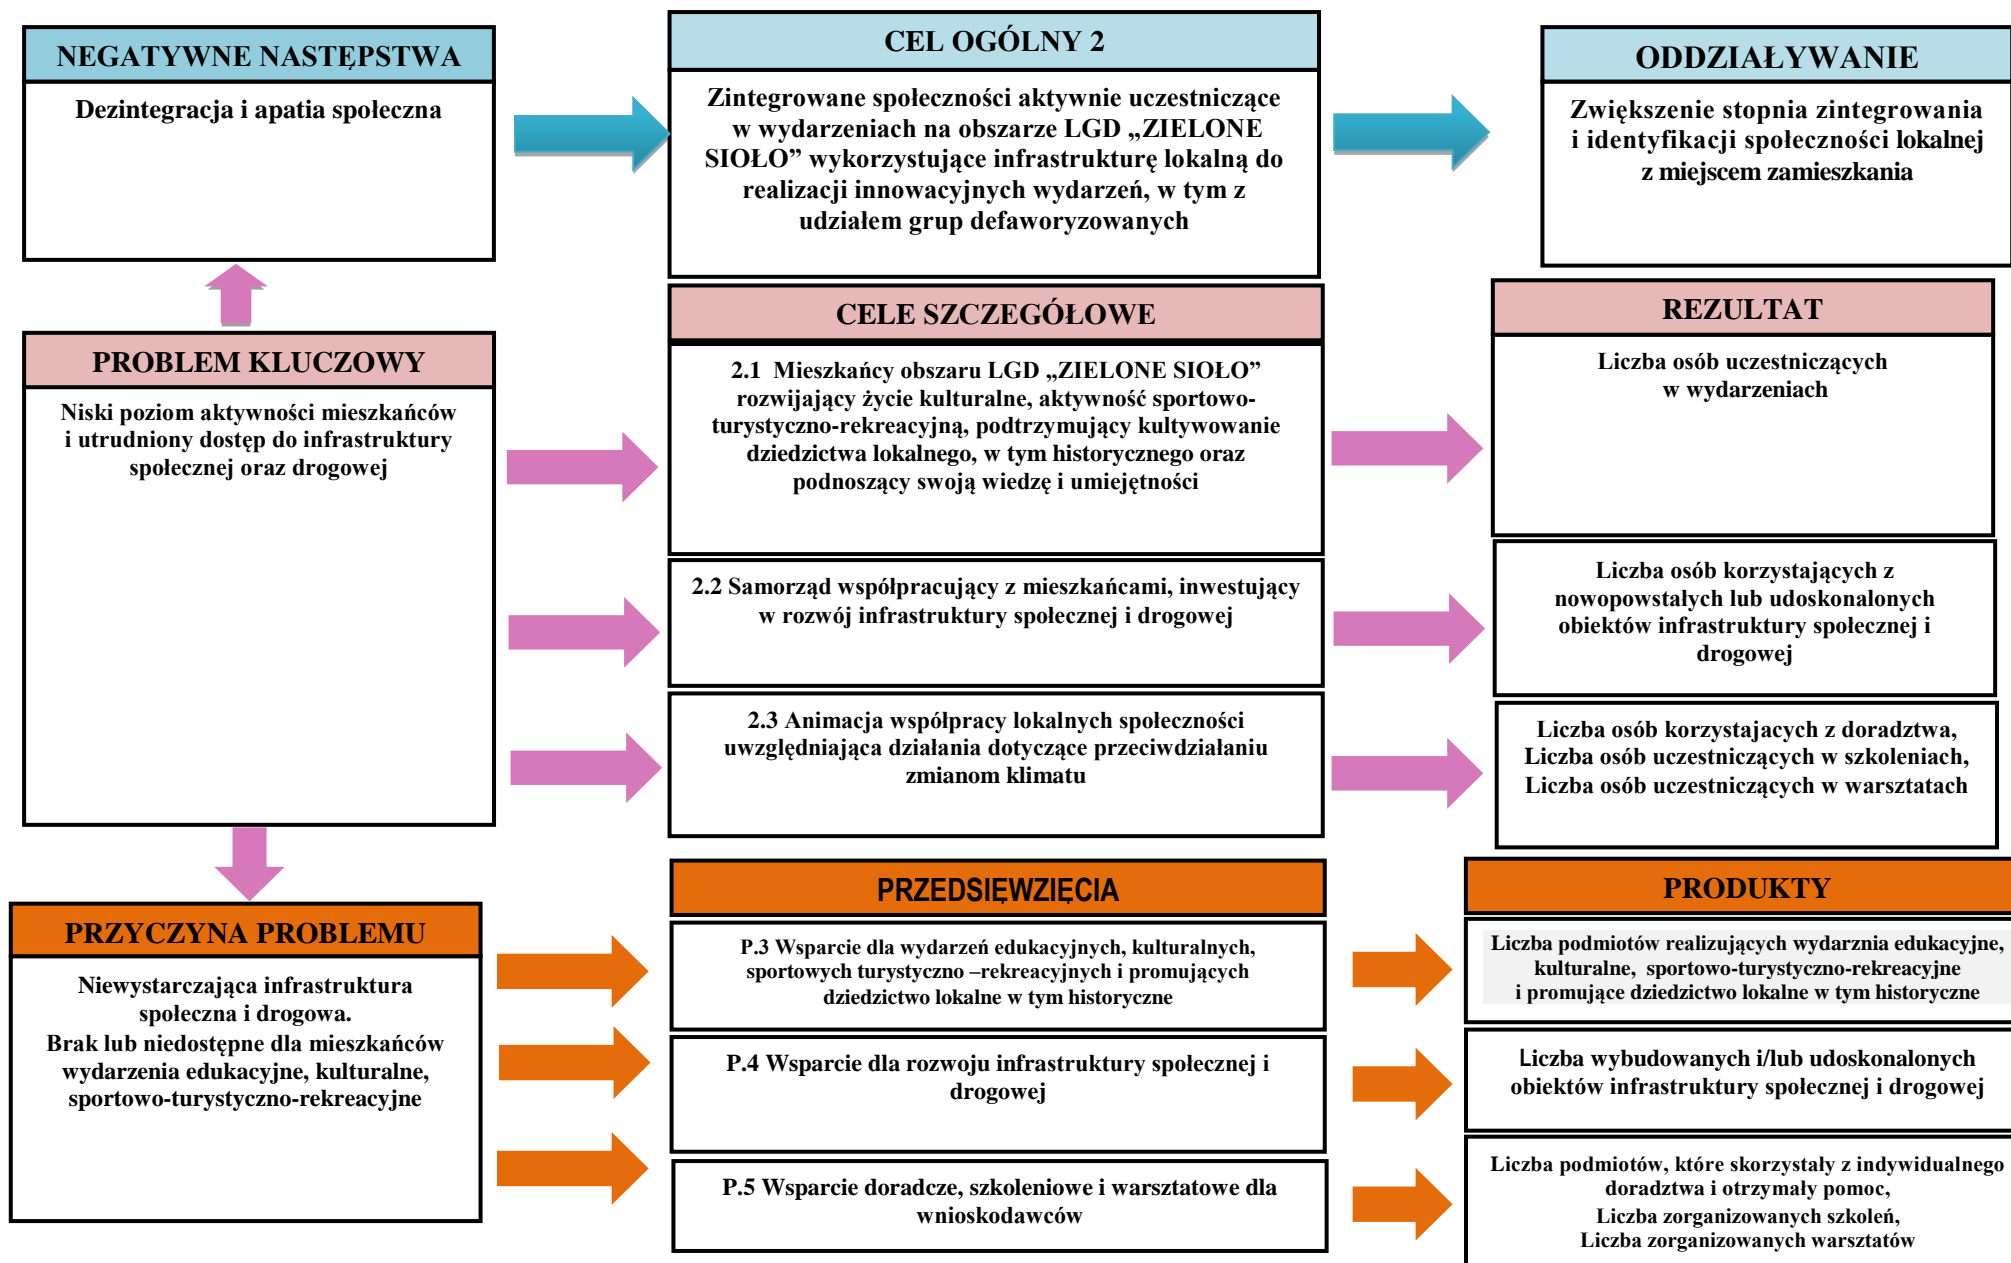 NEGATYWNE NASTĘPSTWA
Dezintegracja i apatia społeczna
CEL OGÓLNY 2
Zintegrowane społeczności aktywnie uczestniczące
w wydarzeniach na obszarze LGD „ZIELONE
SIOŁO” wykorzystujące infrastrukturę lokalną do
realizacji innowacyjnych wydarzeń, w tym z
udziałem grup defaworyzowanych
ODDZIAŁYWANIE
Zwiększenie stopnia zintegrowania
i identyfikacji społeczności lokalnej
z miejscem zamieszkania
PROBLEM KLUCZOWY
Niski poziom aktywności mieszkańców
i utrudniony dostęp do infrastruktury
społecznej oraz drogowej
CELE SZCZEGÓŁOWE
2.1 Mieszkańcy obszaru LGD „ZIELONE SIOŁO”
rozwijający życie kulturalne, aktywność sportowo-
turystyczno-rekreacyjną, podtrzymujący kultywowanie
dziedzictwa lokalnego, w tym historycznego oraz
podnoszący swoją wiedzę i umiejętności
2.2 Samorząd współpracujący z mieszkańcami, inwestujący
w rozwój infrastruktury społecznej i drogowej
2.3 Animacja współpracy lokalnych społeczności
uwzględniająca działania dotyczące przeciwdziałaniu
zmianom klimatu
REZULTAT
Liczba osób uczestniczących
w wydarzeniach
Liczba osób korzystających z
nowopowstałych lub udoskonalonych
obiektów infrastruktury społecznej i
drogowej
Liczba osób korzystajacych z doradztwa,
Liczba osób uczestniczących w szkoleniach,
Liczba osób uczestniczących w warsztatach
PRZYCZYNA PROBLEMU
Niewystarczająca infrastruktura
społeczna i drogowa.
Brak lub niedostępne dla mieszkańców
wydarzenia edukacyjne, kulturalne,
sportowo-turystyczno-rekreacyjne
PRZEDSIĘWZIĘCIA
P.3 Wsparcie dla wydarzeń edukacyjnych, kulturalnych,
sportowych turystyczno –rekreacyjnych i promujących
dziedzictwo lokalne w tym historyczne
P.4 Wsparcie dla rozwoju infrastruktury społecznej i
drogowej
P.5 Wsparcie doradcze, szkoleniowe i warsztatowe dla
wnioskodawców
PRODUKTY
Liczba podmiotów realizujących wydarznia edukacyjne,
kulturalne, sportowo-turystyczno-rekreacyjne
i promujące dziedzictwo lokalne w tym historyczne
Liczba wybudowanych i/lub udoskonalonych
obiektów infrastruktury społecznej i drogowej
Liczba podmiotów, które skorzystały z indywidualnego
doradztwa i otrzymały pomoc,
Liczba zorganizowanych szkoleń,
Liczba zorganizowanych warsztatów